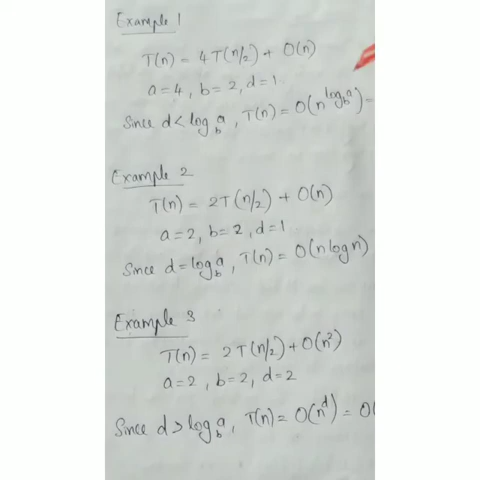 Example 1
T(n) = 4T(n/2) + O(n)
a=4, b=2, d=1.
Since d < log_b a, T(n) = O(n^{log_b a}) =
Example 2
T(n) = 2T(n/2) + O(n)
a=2, b=2, d=1
Since d = log_b a, T(n) = O(n log n)
Example 3
T(n) = 2T(n/2) + O(n²)
a=2, b=2, d=2
Since d > log_b a, T(n) = O(n^d) = O(